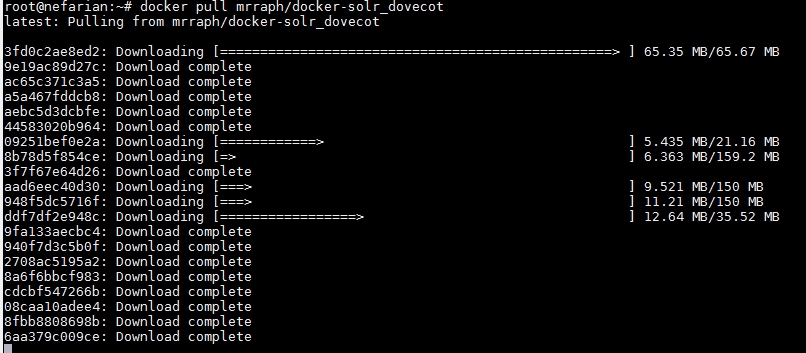 root@nefarian:~# docker pull mrraph/docker-solr_dovecot
latest: Pulling from mrraph/docker-solr_dovecot
3fd0c2ae8ed2: Downloading [=================================================> ] 65.35 MB/65.67 MB
9e19ac89d27c: Download complete
ac65c371c3a5: Download complete
a5a467fddcb8: Download complete
aebc5d3dcbfe: Download complete
44583020b964: Download complete
09251bef0e2a: Downloading [============> ] 5.435 MB/21.16 MB
8b78d5f854ce: Downloading [=> ] 6.363 MB/159.2 MB
3f7f67e64d26: Download complete
aad6eec40d30: Downloading [===> ] 9.521 MB/150 MB
948f5dc5716f: Downloading [===> ] 11.21 MB/150 MB
ddf7df2e948c: Downloading [=================> ] 12.64 MB/35.52 MB
9fa133aecbc4: Download complete
940f7d3c5b0f: Download complete
2708ac5195a2: Download complete
8a6f6bbcf983: Download complete
cdcbf547266b: Download complete
08caa10adee4: Download complete
8fbb8808698b: Download complete
6aa379c009ce: Download complete